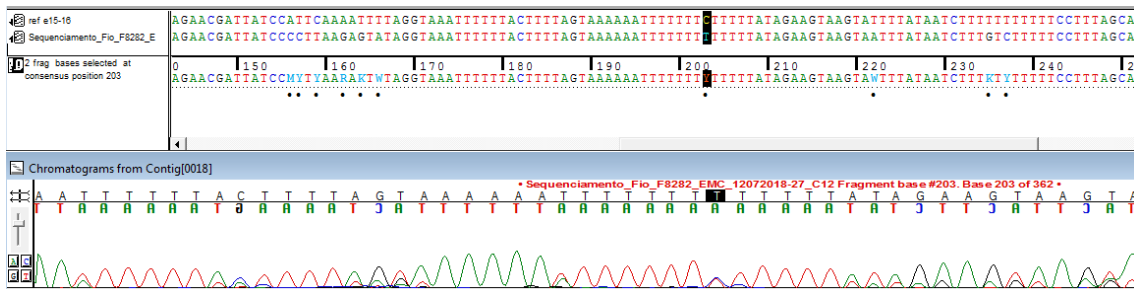 ref e15-16 AGAACGATTATCCATTCAAAATTTTAGGTAAATTTTTTACTTTTAGTAAAAAATTTTTTTCTTTTTATAGAAGTAAGTATTTTATAATCTTTTTTTTTTTCCTTTAGCA
Sequenciamento_Fio_F8282_E AGAACGATTATCCCCTTAAGAGTATAGGTAAATTTTTTACTTTTAGTAAAAAATTTTTTTTTTTTTATAGAAGTAAGTAATTTATAATCTTTGTCTTTTTCCTTTAGCA
2 frag bases selected at
consensus position 203
0 150 160 170 180 190 200 210 220 230 240 2
AGAACGATTATCCMYTYAARAKTWTAGGTAAATTTTTTACTTTTAGTAAAAAATTTTTTTYTTTTTATAGAAGTAAGTAWTTTATAATCTTTKTYTTTTTCCTTTAGCA
Chromatograms from Contig[0018]
• Sequenciamento_Fio_F8282_EMC_12072018-27_C12 Fragment base #203. Base 203 of 362 •
A A T T T T T T A C T T T T A G T A A A A A A T T T T T T T T T T T T T A T A G A A G T A A G T A
A C
G T